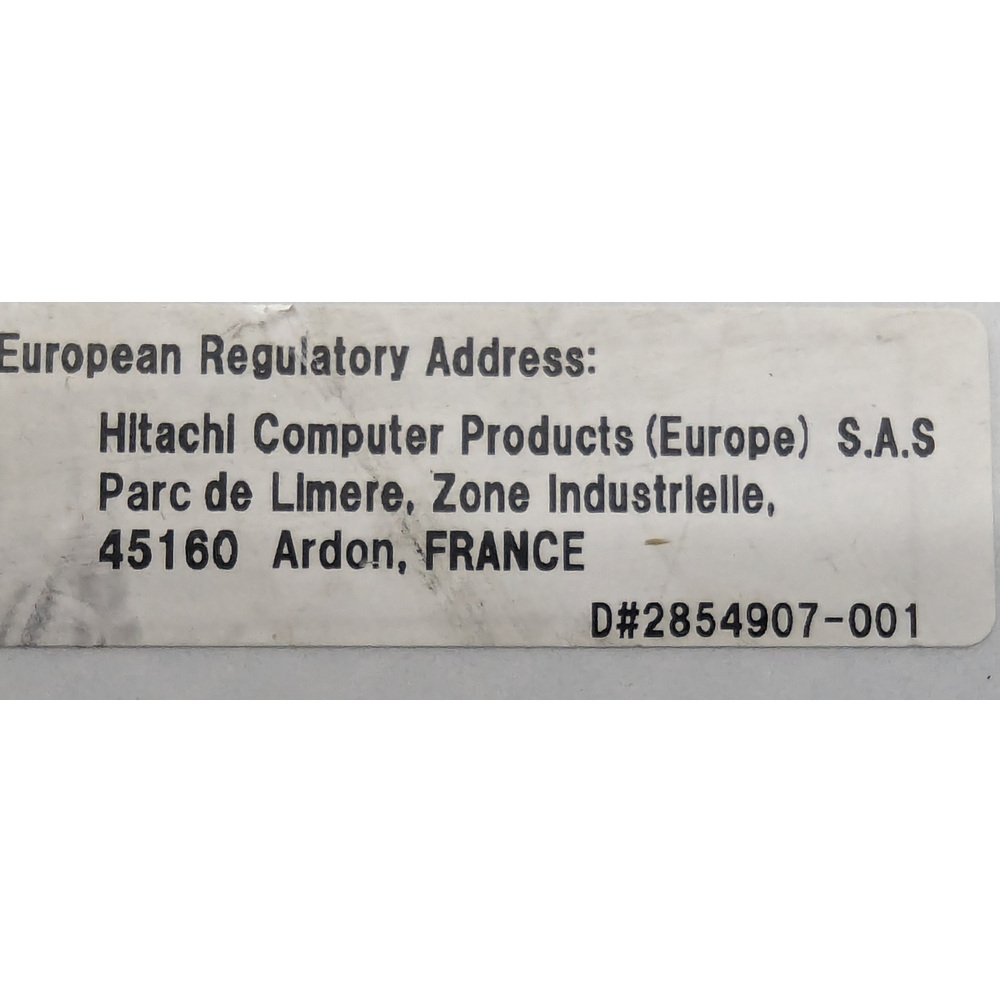 European Regulatory Address:
Hitachi Computer Products (Europe) S.A.S
Parc de Limere, Zone Industrielle,
45160 Ardon, FRANCE
D#2854907-001